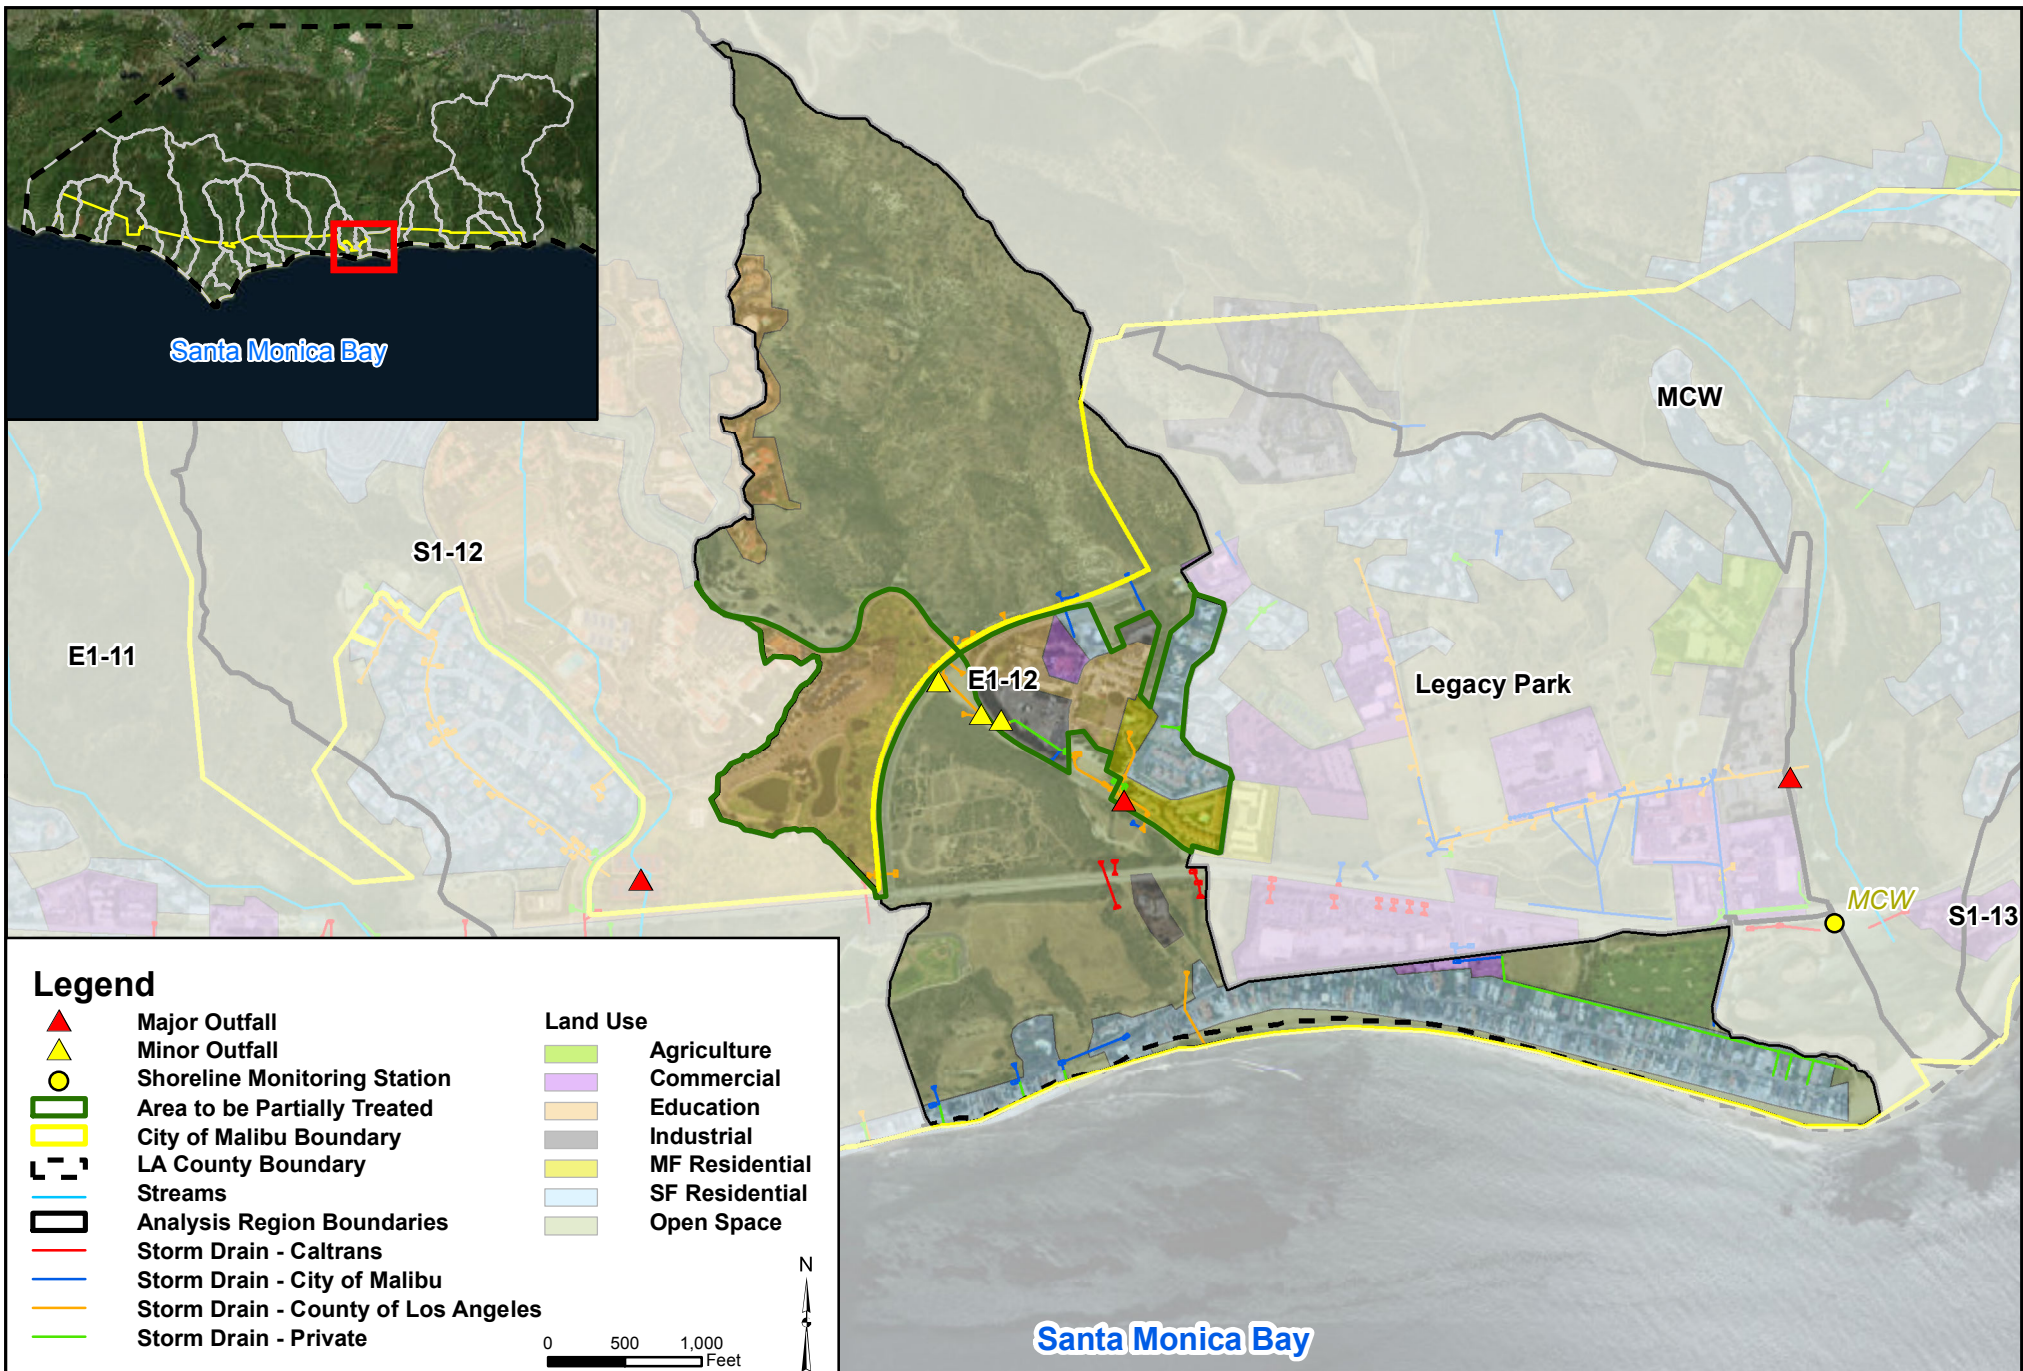 Santa Monica Bay
MCW
S1-12
E1-11
E1-12
Legacy Park
MCW
S1-13
Legend
Major Outfall
Minor Outfall
Shoreline Monitoring Station
Area to be Partially Treated
City of Malibu Boundary
LA County Boundary
Streams
Analysis Region Boundaries
Storm Drain - Caltrans
Storm Drain - City of Malibu
Storm Drain - County of Los Angeles
Storm Drain - Private
Land Use
Agriculture
Commercial
Education
Industrial
MF Residential
SF Residential
Open Space
N
0 500 1,000
Feet
Santa Monica Bay